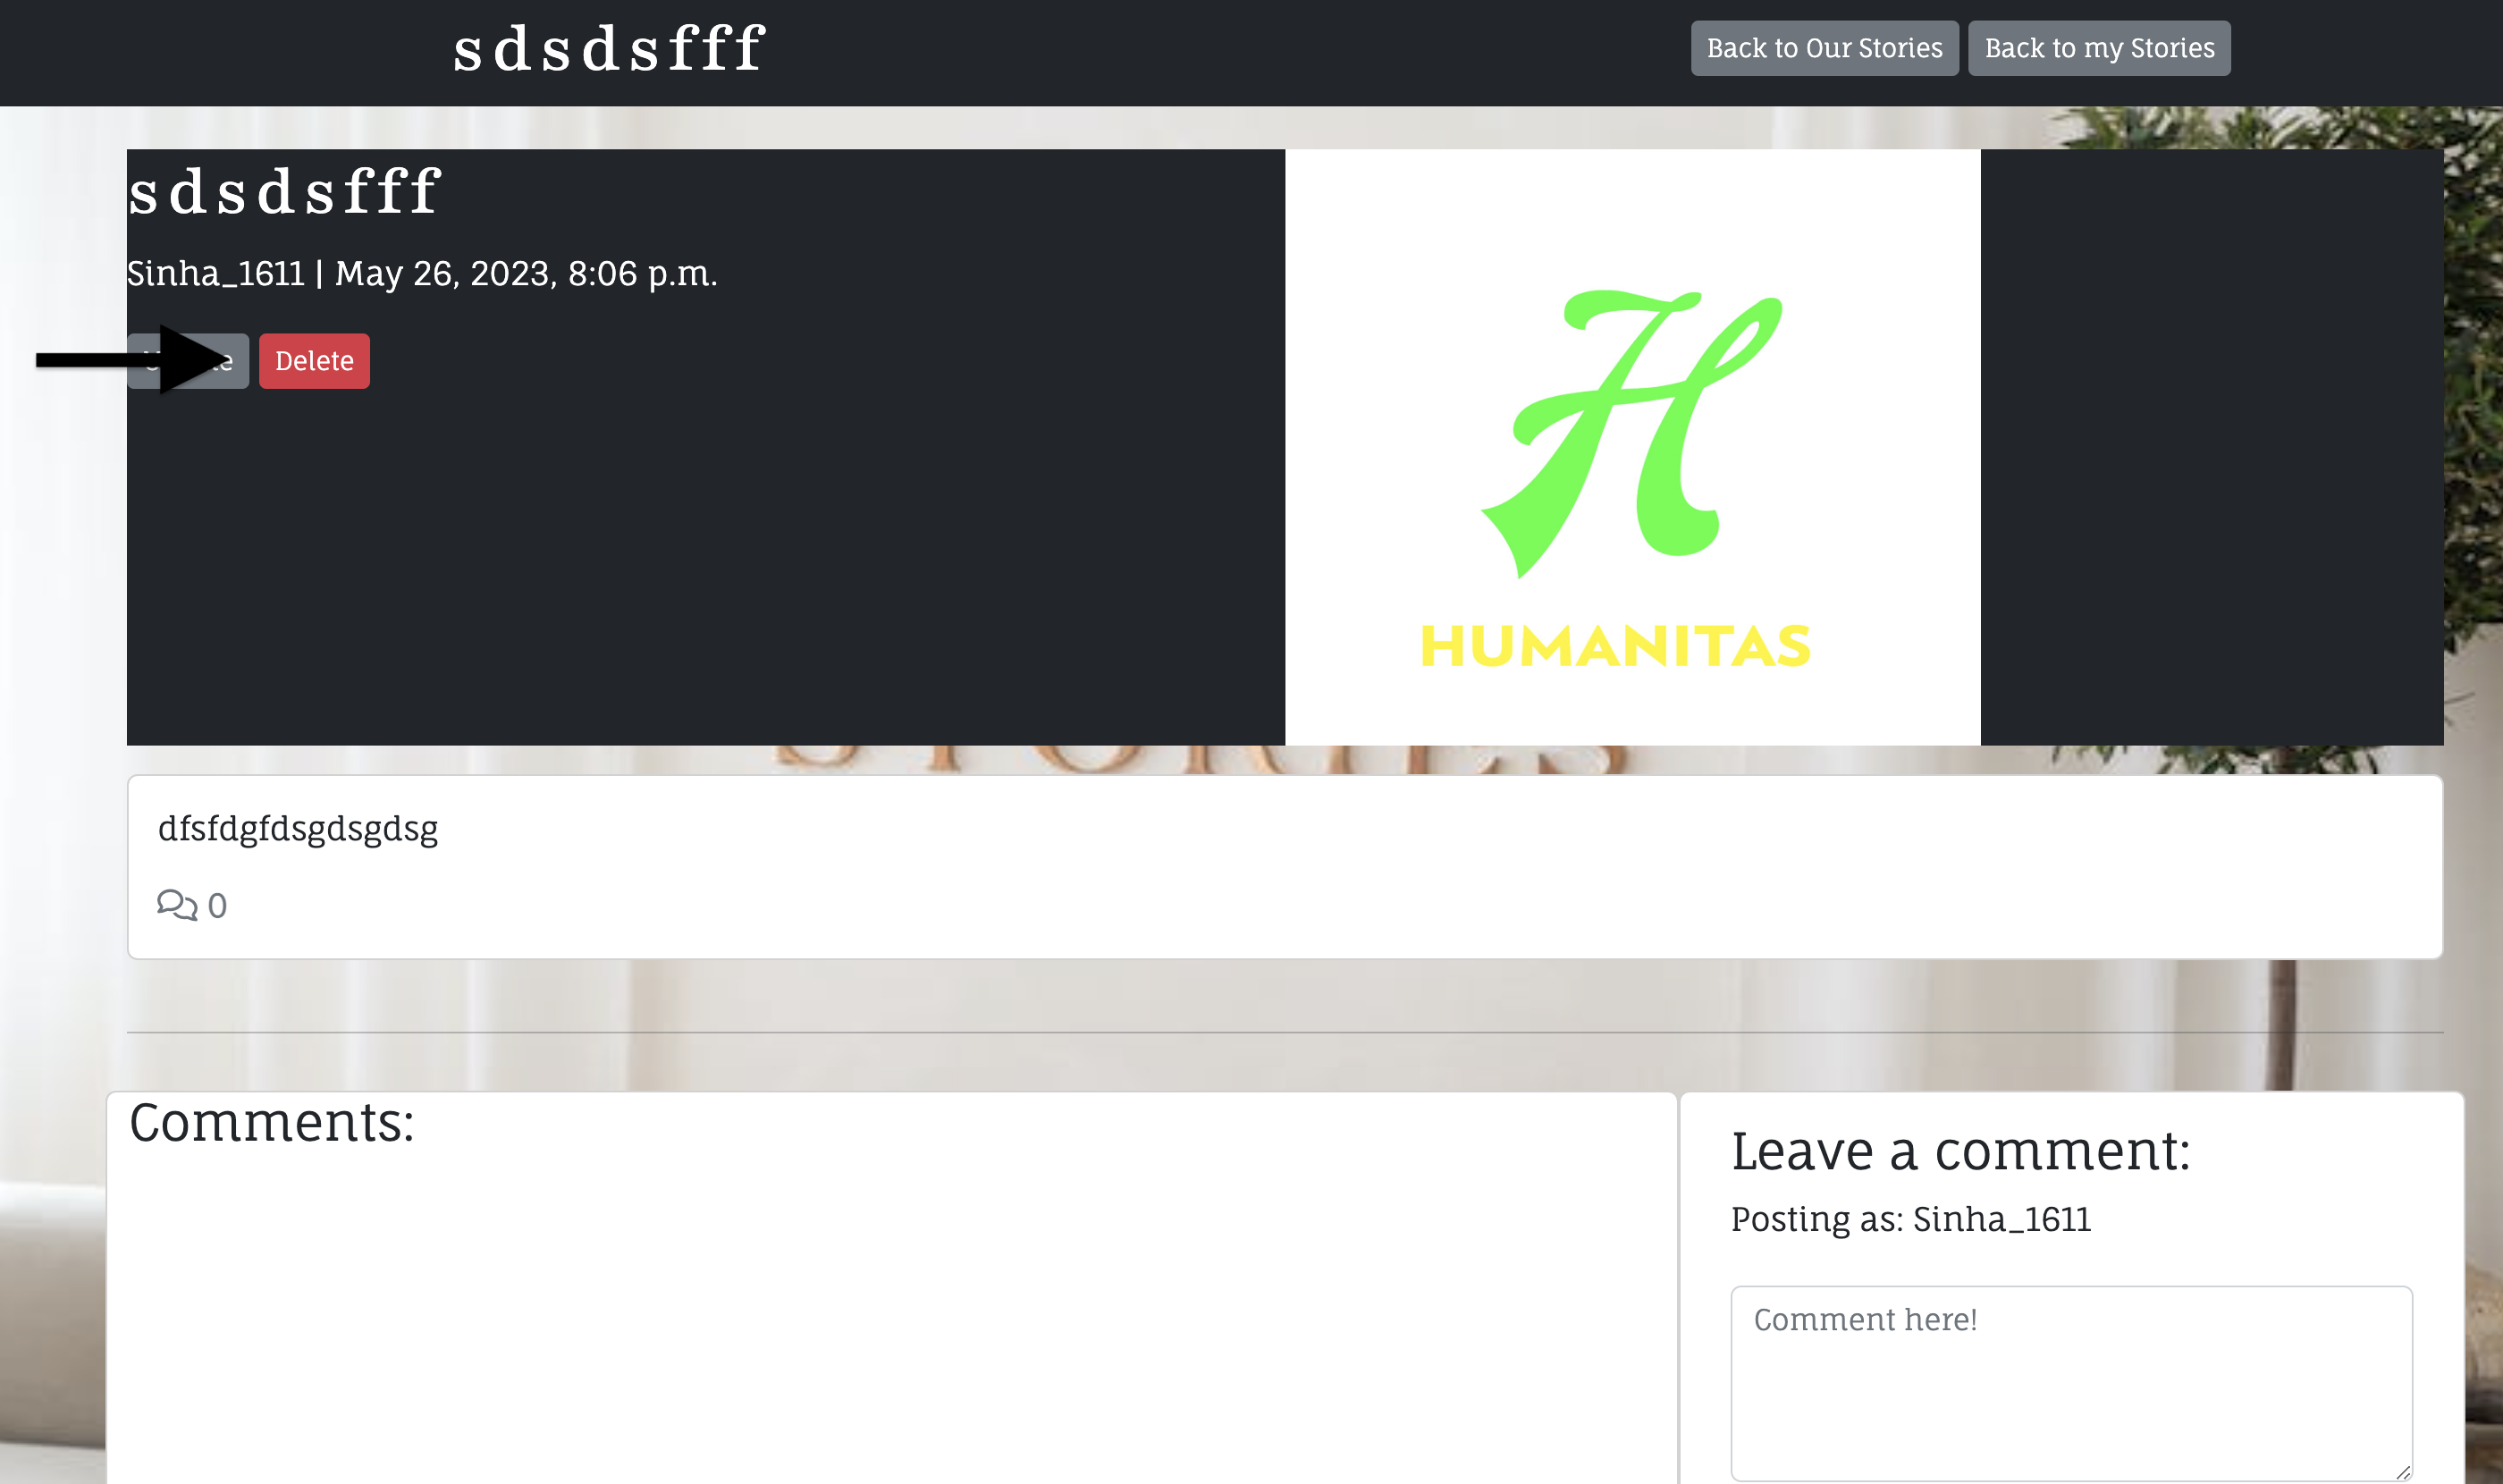 sdsdsfff
Back to Our Stories
Back to my Stories
sdsdsfff
Sinha_1611 | May 26, 2023, 8:06 p.m.
Delete
HUMANITAS
dfsfdgfdsgdsgdsg
0
Comments:
Leave a comment:
Posting as: Sinha_1611
Comment here!